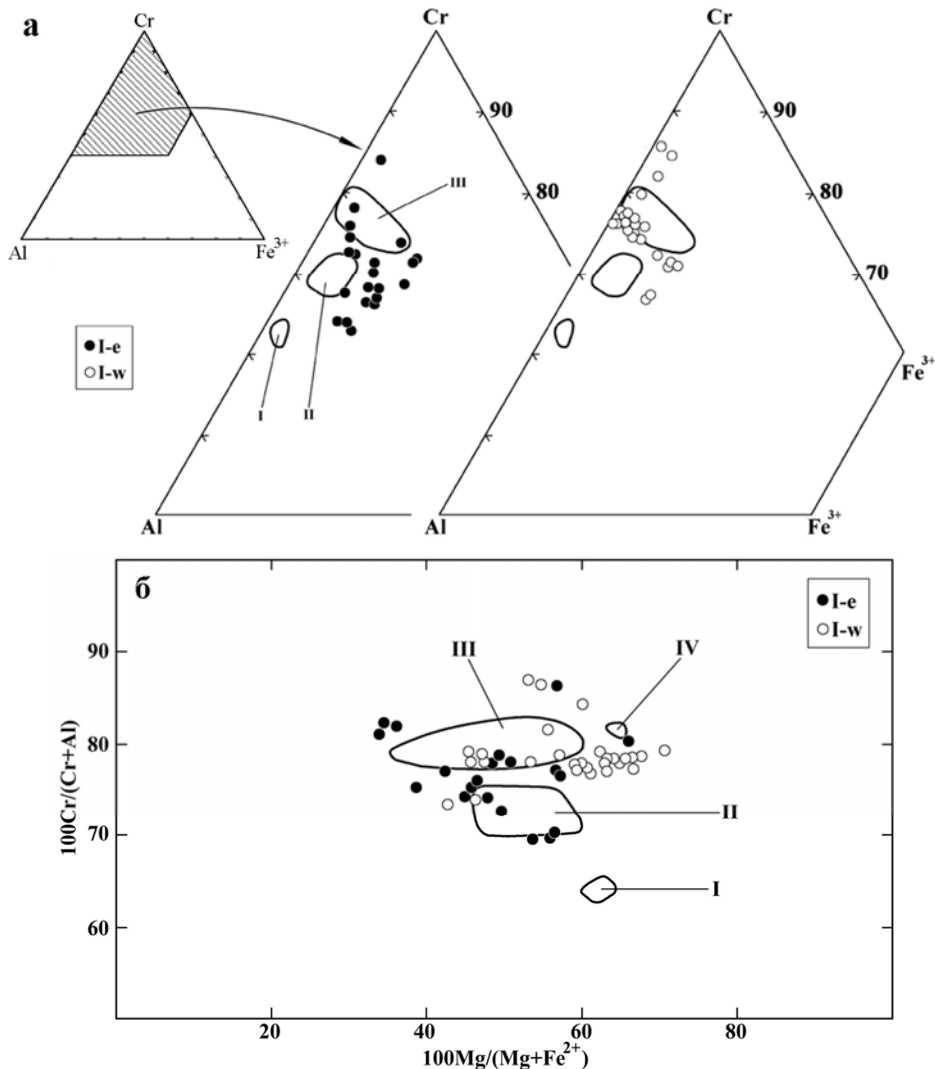 а
Cr
Al
Fe3+
I-e
I-w
Cr
90
80
III
I
II
Al
Cr
90
80
70
Fe3+
Al
Fe3+
б
I-e
I-w
III
IV
II
I
90
80
70
60
20
40
60
80
100Cr/(Cr+Al)
100Mg/(Mg+Fe2+)